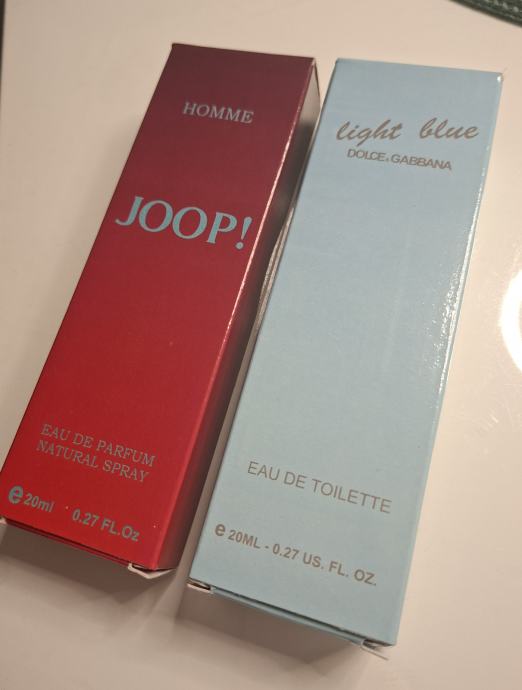 HOMME
JOOP!
EAU DE PARFUM
NATURAL SPRAY
e 20ml 0.27 FL.Oz
light blue
DOLCE & GABBANA
EAU DE TOILETTE
e 20ML - 0.27 US. FL. OZ.